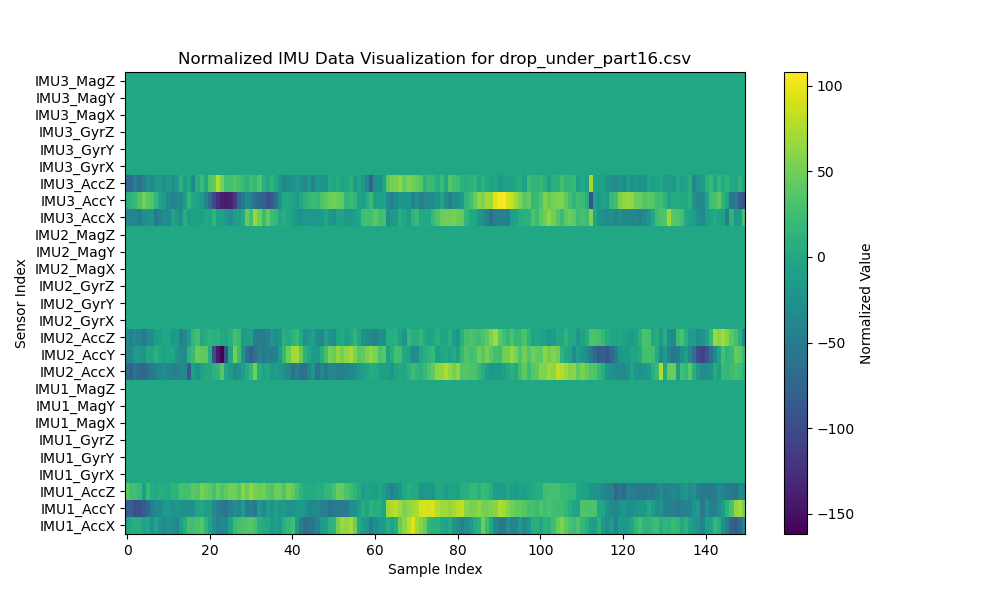 Normalized IMU Data Visualization for drop_under_part16.csv
IMU3_MagZ
IMU3_MagY
IMU3_MagX
IMU3_GyrZ
IMU3_GyrY
IMU3_GyrX
IMU3_AccZ
IMU3_AccY
IMU3_AccX
IMU2_MagZ
IMU2_MagY
IMU2_MagX
IMU2_GyrZ
IMU2_GyrY
IMU2_GyrX
IMU2_AccZ
IMU2_AccY
IMU2_AccX
IMU1_MagZ
IMU1_MagY
IMU1_MagX
IMU1_GyrZ
IMU1_GyrY
IMU1_GyrX
IMU1_AccZ
IMU1_AccY
IMU1_AccX
Sensor Index
0 20 40 60 80 100 120 140
Sample Index
100
50
0
−50
−100
−150
Normalized Value